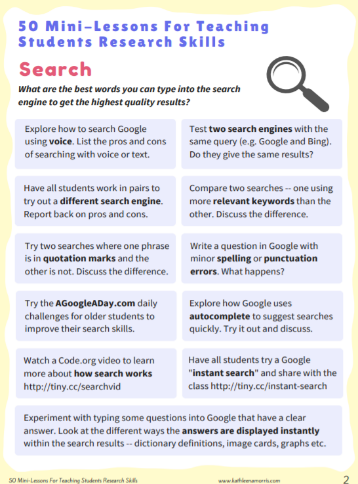 50 Mini-Lessons For Teaching
Students Research Skills
Search
What are the best words you can type into the search
engine to get the highest quality results?
Explore how to search Google
using voice. List the pros and cons
of searching with voice or text.
Test two search engines with the
same query (e.g. Google and Bing).
Do they give the same results?
Have all students work in pairs to
try out a different search engine.
Report back on pros and cons.
Compare two searches -- one using
more relevant keywords than the
other. Discuss the difference.
Try two searches where one phrase
is in quotation marks and the
other is not. Discuss the difference.
Write a question in Google with
minor spelling or punctuation
errors. What happens?
Try the AGoogleADay.com daily
challenges for older students to
improve their search skills.
Explore how Google uses
autocomplete to suggest searches
quickly. Try it out and discuss.
Watch a Code.org video to learn
more about how search works
http://tiny.cc/searchvid
Have all students try a Google
"instant search" and share with the
class http://tiny.cc/instant-search
Experiment with typing some questions into Google that have a clear
answer. Look at the different ways the answers are displayed instantly
within the search results -- dictionary definitions, image cards, graphs etc.
50 Mini-Lessons For Teaching Students Research Skills
www.kathleenamorris.com
2